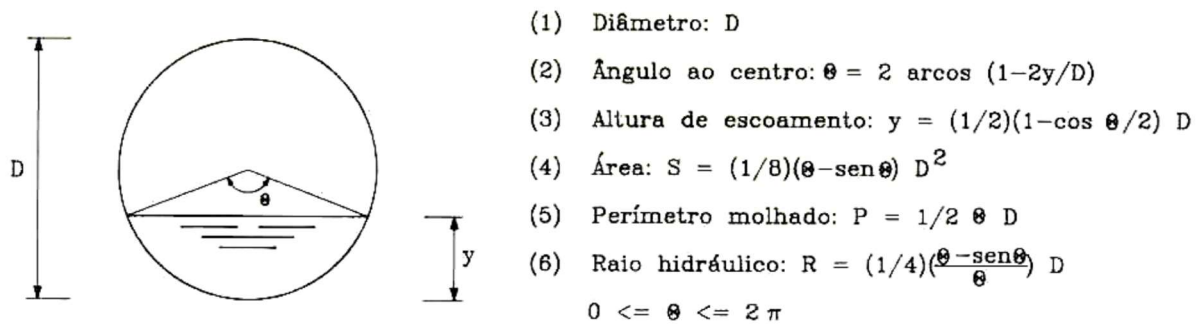 D
θ
y
(1) Diâmetro: D
(2) Ângulo ao centro: θ = 2 arcos (1-2y/D)
(3) Altura de escoamento: y = (1/2)(1-cos θ/2) D
(4) Área: S = (1/8)(θ-senθ) D²
(5) Perímetro molhado: P = 1/2 θ D
(6) Raio hidráulico: R = (1/4)(θ-senθ/θ) D
0 <= θ <= 2π